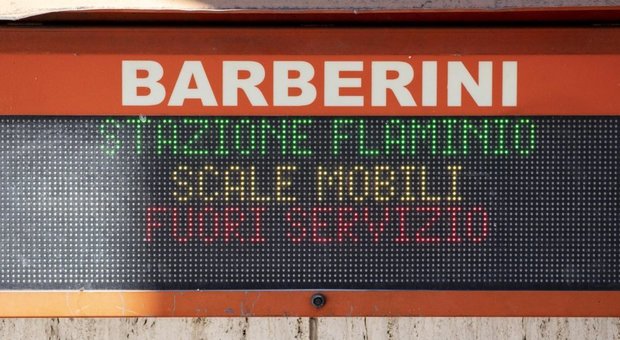 BARBERINI
STAZIONE FLAMINIO
SCALE MOBILI
FUORI SERVIZIO